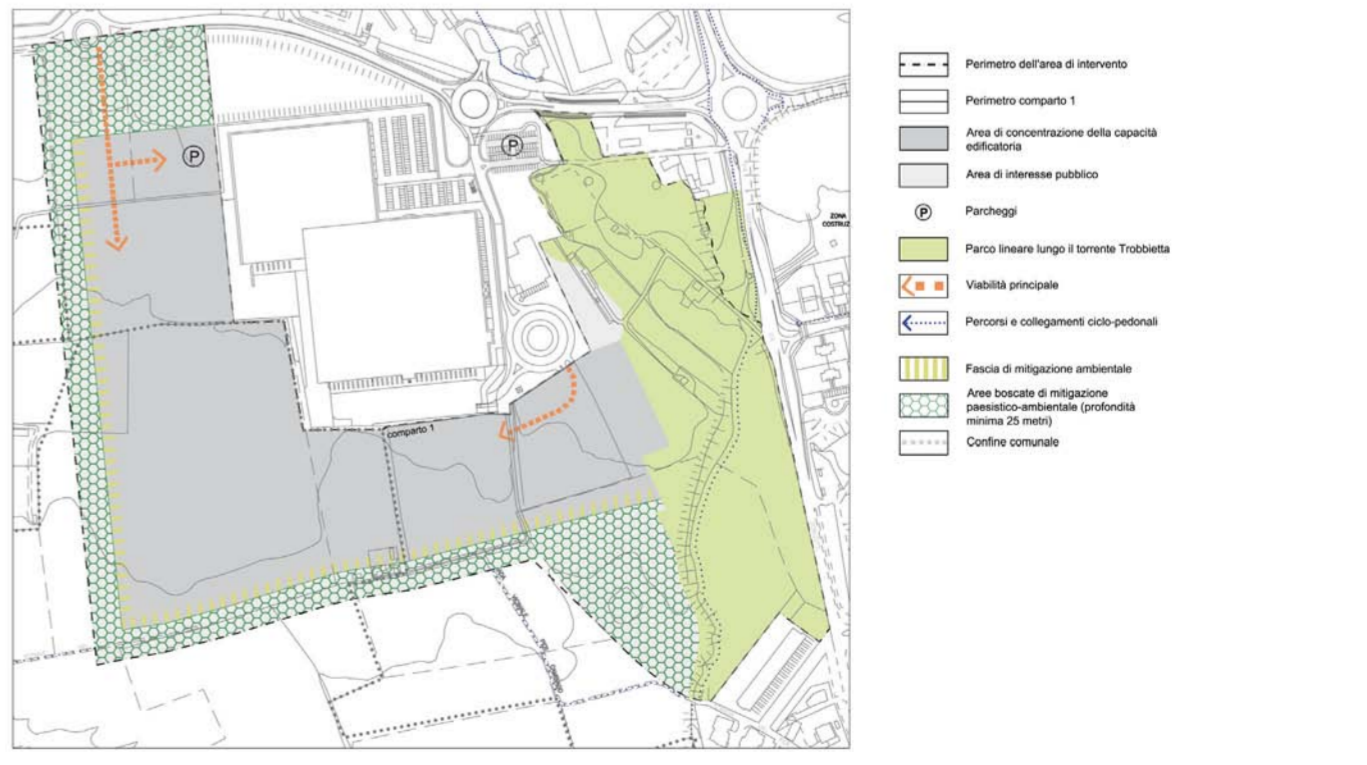 P
P
ZONA
COSTRUZ
comparto 1
Perimetro dell'area di intervento
Perimetro comparto 1
Area di concentrazione della capacità
edificatoria
Area di interesse pubblico
P
Parcheggi
Parco lineare lungo il torrente Trobbietta
Viabilità principale
Percorsi e collegamenti ciclo-pedonali
Fascia di mitigazione ambientale
Aree boscate di mitigazione
paesistico-ambientale (profondità
minima 25 metri)
Confine comunale